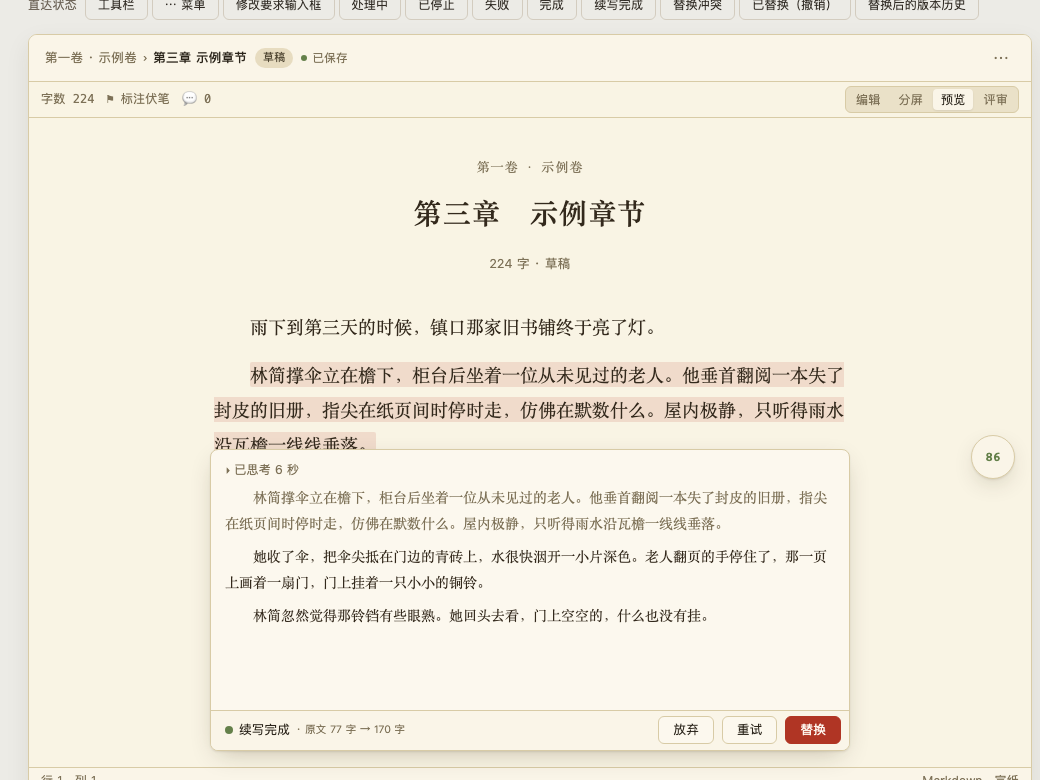 直达状态 工具栏 ··· 菜单 修改要求输入框 处理中 已停止 失败 完成 续写完成 替换冲突 已替换（撤销） 替换后的版本历史
第一卷 · 示例卷 › 第三章 示例章节 草稿 已保存 ···
字数 224 标注伏笔 0 编辑 分屏 预览 评审
第一卷 · 示例卷
第三章 示例章节
224 字 · 草稿
雨下到第三天的时候，镇口那家旧书铺终于亮了灯。
林简撑伞立在檐下，柜台后坐着一位从未见过的老人。他垂首翻阅一本失了
封皮的旧册，指尖在纸页间时停时走，仿佛在默数什么。屋内极静，只听得雨水
沿瓦檐一线线垂落。
86
已思考 6 秒
林简撑伞立在檐下，柜台后坐着一位从未见过的老人。他垂首翻阅一本失了封皮的旧册，指尖
在纸页间时停时走，仿佛在默数什么。屋内极静，只听得雨水沿瓦檐一线线垂落。
她收了伞，把伞尖抵在门边的青砖上，水很快洇开一小片深色。老人翻页的手停住了，那一页
上画着一扇门，门上挂着一只小小的铜铃。
林简忽然觉得那铃铛有些眼熟。她回头去看，门上空空的，什么也没有挂。
续写完成 · 原文 77 字 → 170 字 放弃 重试 替换
行 1，列 1 Markdown 宣纸